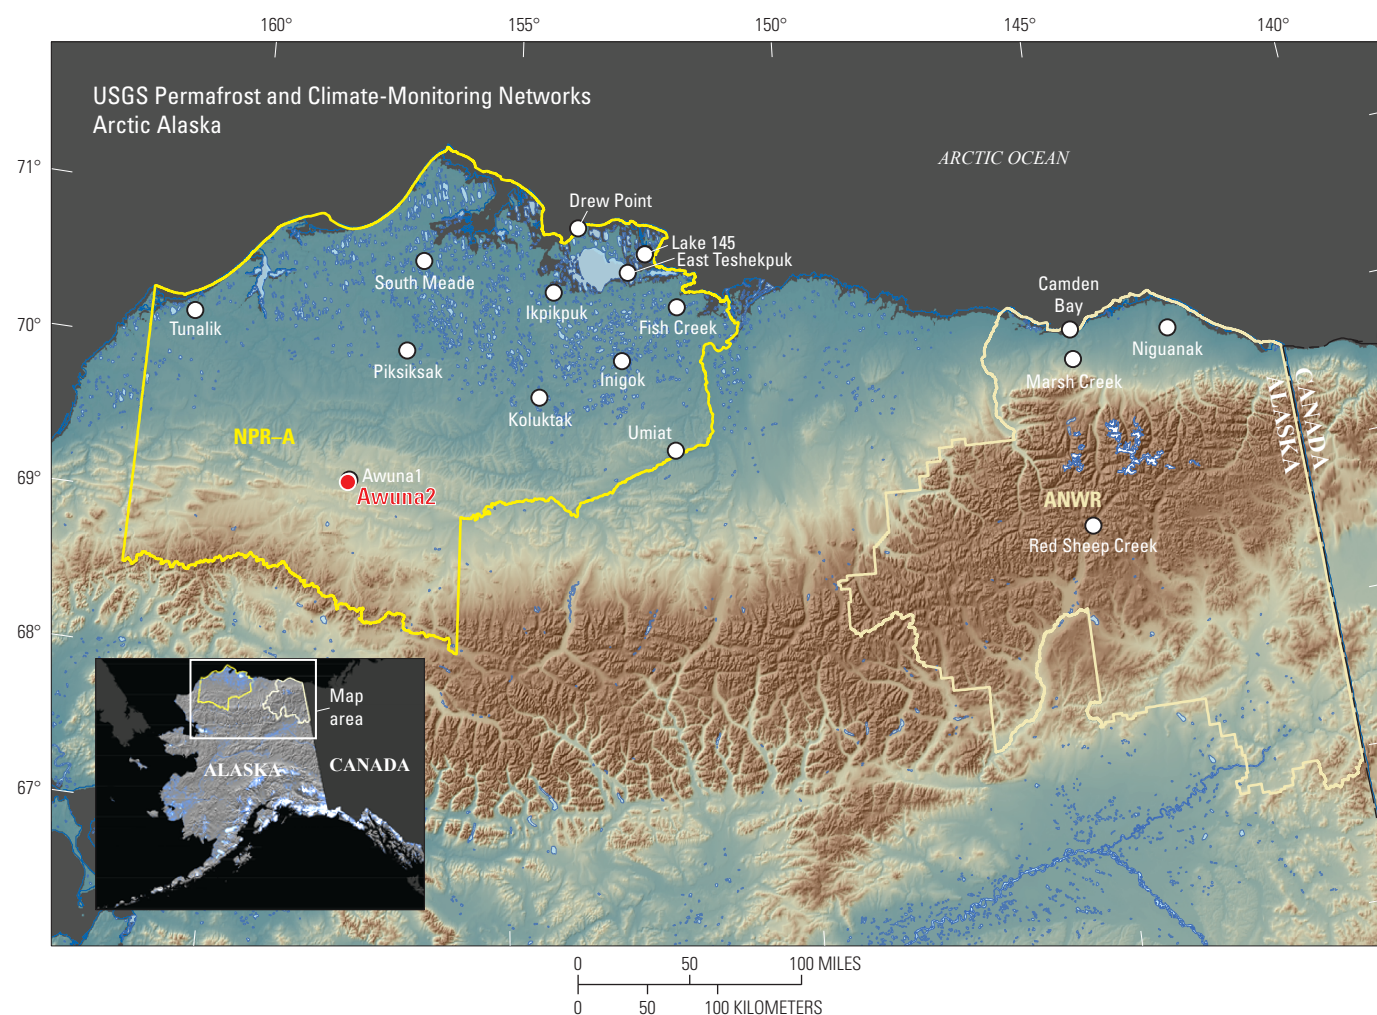 160°
155°
150°
145°
140°
USGS Permafrost and Climate-Monitoring Networks
Arctic Alaska
ARCTIC OCEAN
71°
70°
69°
68°
67°
Drew Point
Lake 145
East Teshekpuk
South Meade
Ikpikpuk
Fish Creek
Tunalik
Piksiksak
Inigok
Koluktak
Umiat
NPR–A
Awuna1
Awuna2
Camden
Bay
Niguanak
Marsh Creek
CANADA
ALASKA
ANWR
Red Sheep Creek
Map
area
ALASKA
CANADA
0 50 100 MILES
0 50 100 KILOMETERS